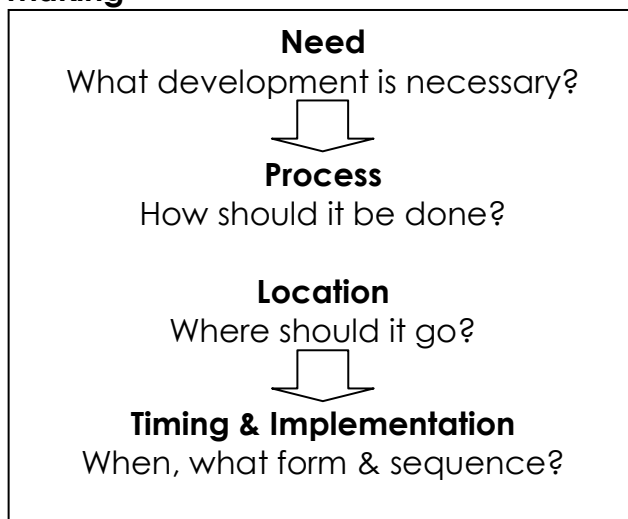 Need
What development is necessary?
Process
How should it be done?
Location
Where should it go?
Timing & Implementation
When, what form & sequence?